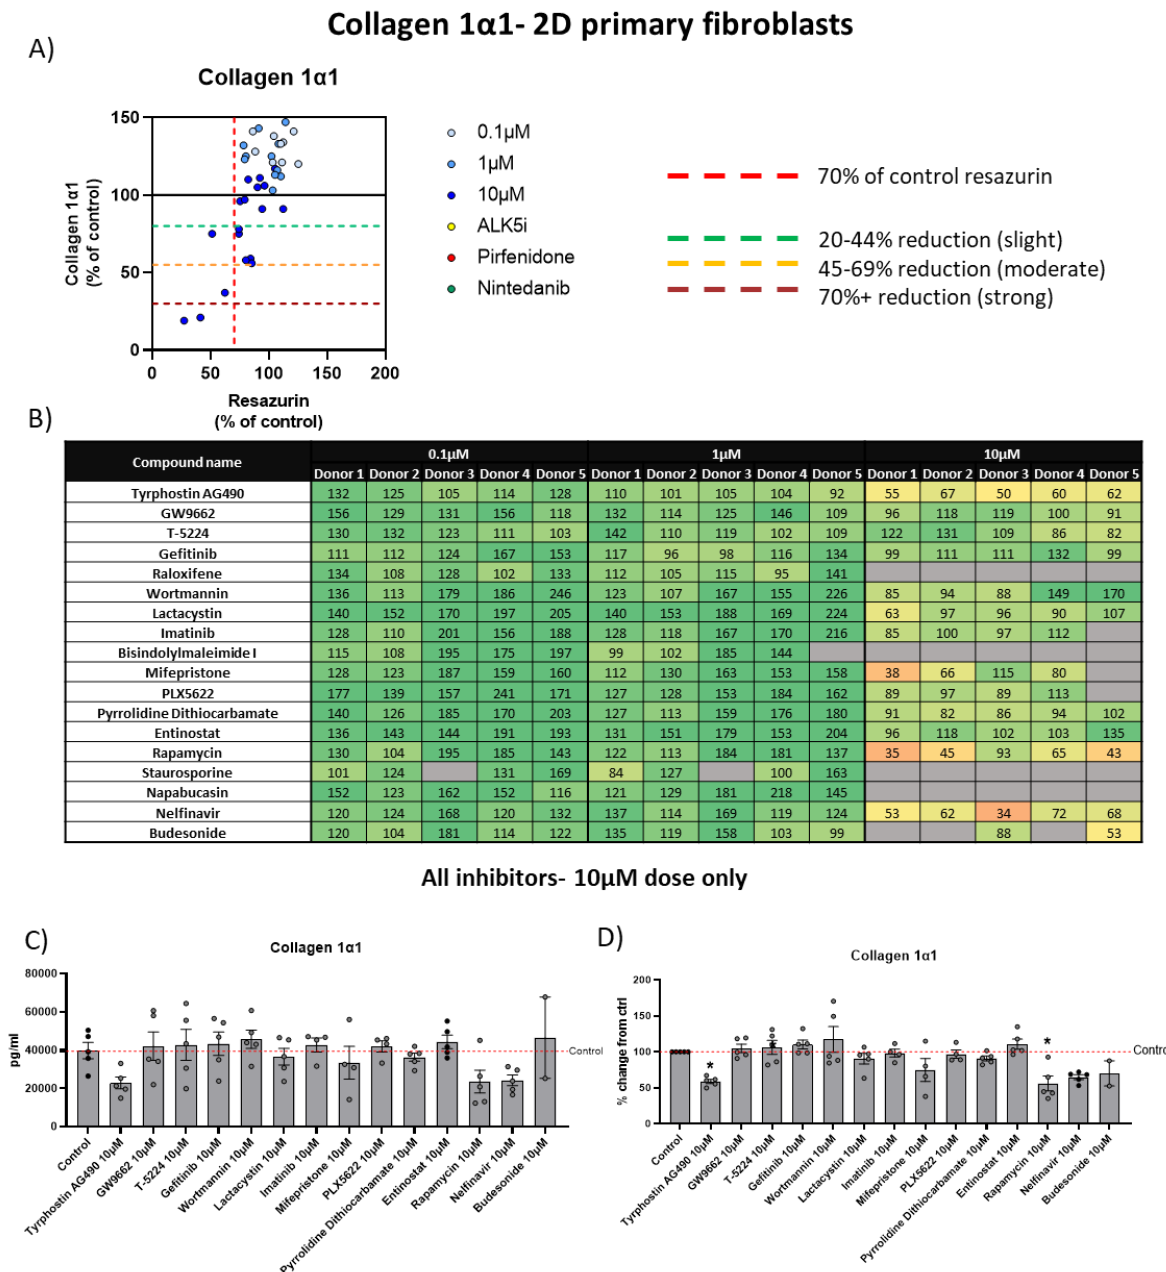 Collagen 1α1- 2D primary fibroblasts
A)
Collagen 1α1
150
100
50
0
Collagen 1α1
(% of control)
0 50 100 150 200
Resazurin
(% of control)
0.1µM
1µM
10µM
ALK5i
Pirfenidone
Nintedanib
70% of control resazurin
20-44% reduction (slight)
45-69% reduction (moderate)
70%+ reduction (strong)
B)
Compound name 0.1µM 1µM 10µM
Donor 1 Donor 2 Donor 3 Donor 4 Donor 5 Donor 1 Donor 2 Donor 3 Donor 4 Donor 5 Donor 1 Donor 2 Donor 3 Donor 4 Donor 5
Tyrphostin AG490 132 125 105 114 128 110 101 105 104 92 55 67 50 60 62
GW9662 156 129 131 156 118 132 114 125 146 109 96 118 119 100 91
T-5224 130 132 123 111 103 142 110 119 102 109 122 131 109 86 82
Gefitinib 111 112 124 167 153 117 96 98 116 134 99 111 111 132 99
Raloxifene 134 108 128 102 133 112 105 115 95 141
Wortmannin 136 113 179 186 246 123 107 167 155 226 85 94 88 149 170
Lactacystin 140 152 170 197 205 140 153 188 169 224 63 97 96 90 107
Imatinib 128 110 201 156 188 128 118 167 170 216 85 100 97 112
Bisindolylmaleimide I 115 108 195 175 197 99 102 185 144
Mifepristone 128 123 187 159 160 112 130 163 153 158 38 66 115 80
PLX5622 177 139 157 241 171 127 128 153 184 162 89 97 89 113
Pyrrolidine Dithiocarbamate 140 126 185 170 203 127 113 159 176 180 91 82 86 94 102
Entinostat 136 143 144 191 193 131 151 179 153 204 96 118 102 103 135
Rapamycin 130 104 195 185 143 122 113 184 181 137 35 45 93 65 43
Staurosporine 101 124 131 169 84 127 100 163
Napabucasin 152 123 162 152 116 121 129 181 218 145
Nelfinavir 120 124 168 120 132 137 114 169 119 124 53 62 34 72 68
Budesonide 120 104 181 114 122 135 119 158 103 99 88 53
All inhibitors- 10µM dose only
C)
Collagen 1α1
80000
60000
40000
20000
0
pg/ml
Control
Control
Tyrphostin AG490 10µM
GW9662 10µM
T-5224 10µM
Gefitinib 10µM
Wortmannin 10µM
Lactacystin 10µM
Imatinib 10µM
Mifepristone 10µM
PLX5622 10µM
Pyrrolidine Dithiocarbamate 10µM
Entinostat 10µM
Rapamycin 10µM
Nelfinavir 10µM
Budesonide 10µM
D)
Collagen 1α1
200
150
100
50
0
% change from ctrl
*
*
Control
Control
Tyrphostin AG490 10µM
GW9662 10µM
T-5224 10µM
Gefitinib 10µM
Wortmannin 10µM
Lactacystin 10µM
Imatinib 10µM
Mifepristone 10µM
PLX5622 10µM
Pyrrolidine Dithiocarbamate 10µM
Entinostat 10µM
Rapamycin 10µM
Nelfinavir 10µM
Budesonide 10µM